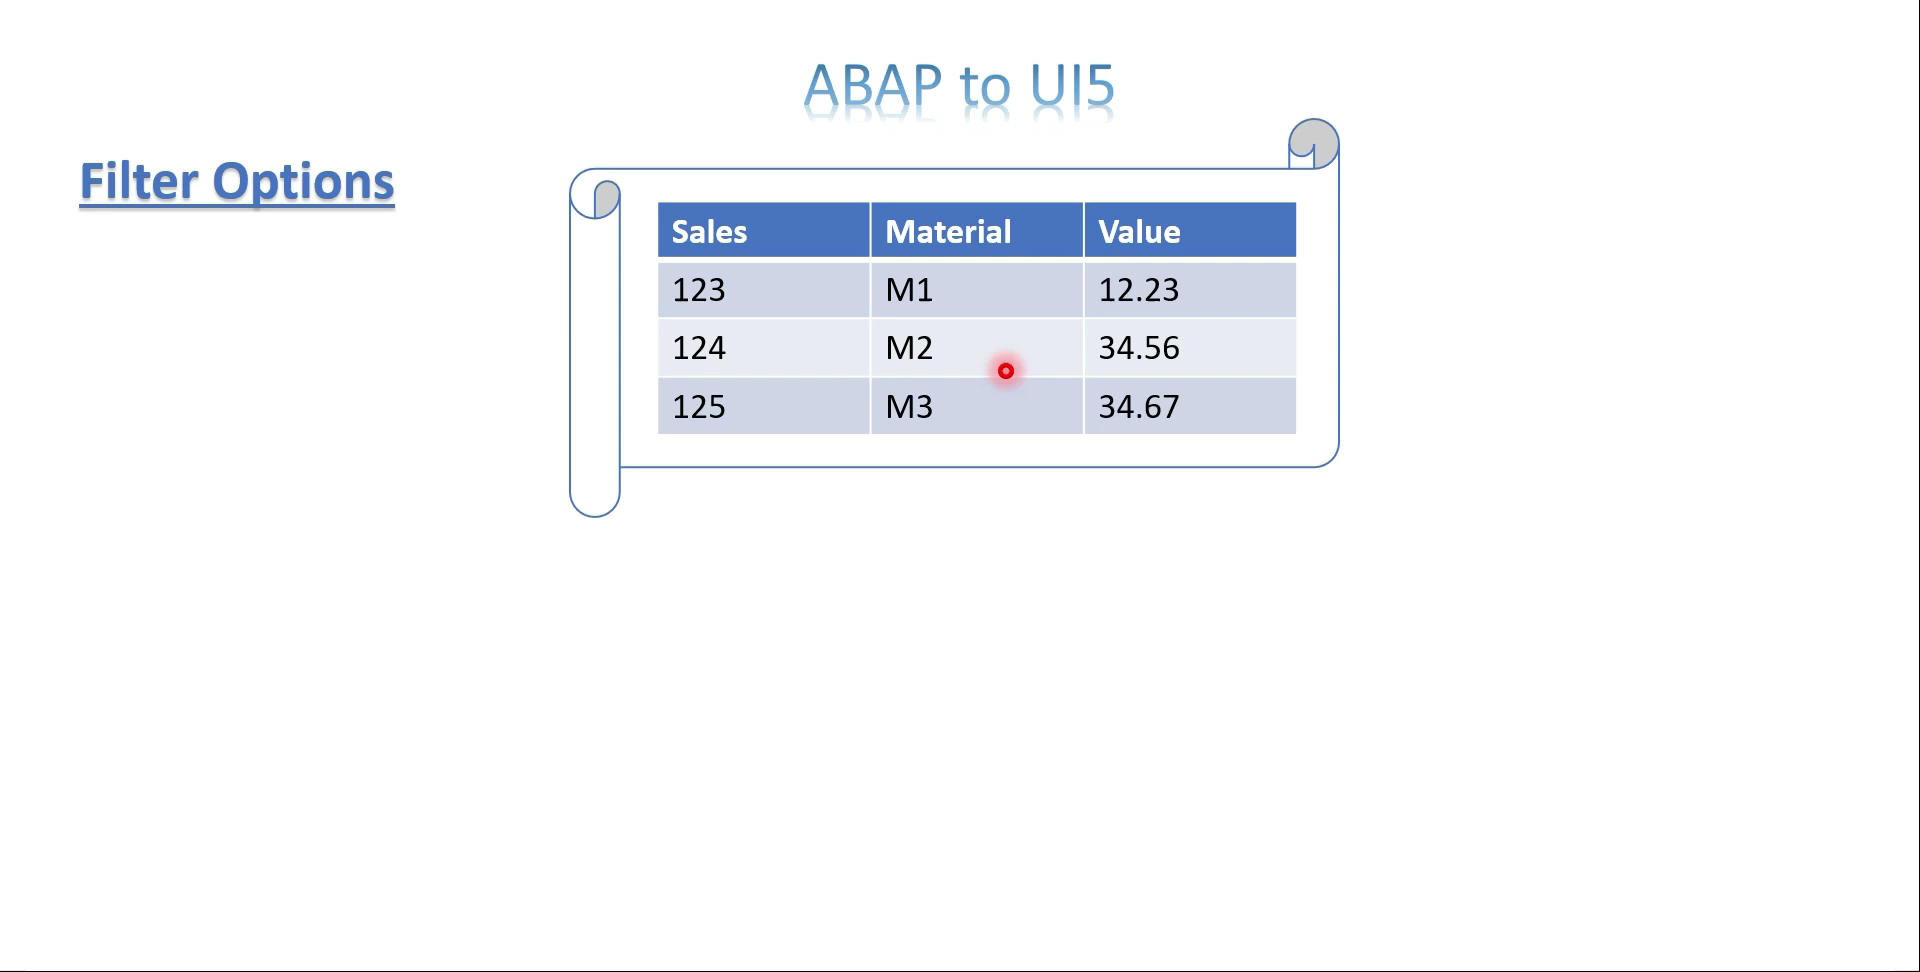 ABAP to UI5
Filter Options
Sales Material Value
123 M1 12.23
124 M2 34.56
125 M3 34.67